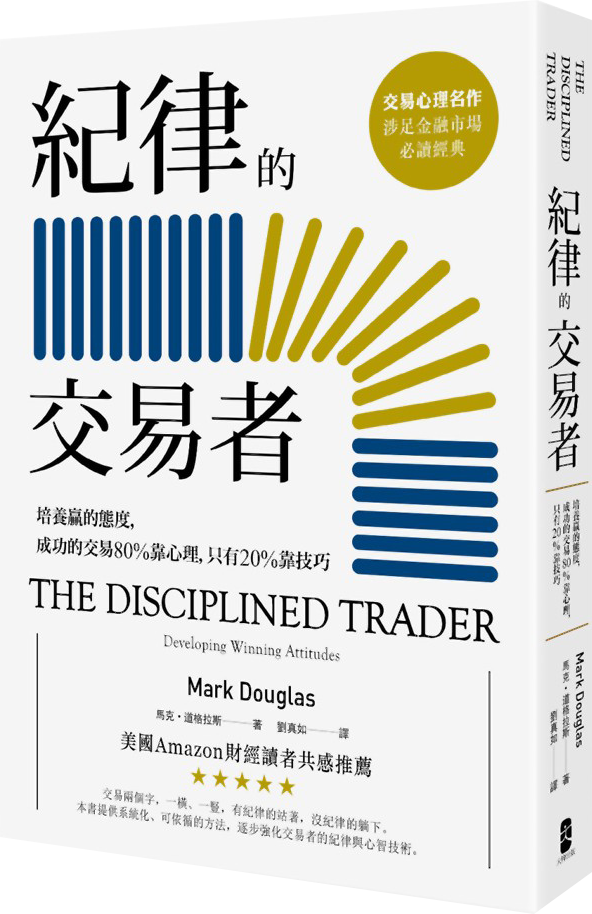 紀律的
交易心理名作
涉足金融市場
必讀經典
交易者
培養贏的態度,
成功的交易80%靠心理,只有20%靠技巧
THE DISCIPLINED TRADER
Developing Winning Attitudes
Mark Douglas
馬克・道格拉斯——著 劉真如——譯
美國Amazon財經讀者共感推薦
★★★★★
交易兩個字,一橫、一豎,有紀律的站著,沒紀律的躺下。
本書提供系統化、可依循的方法,逐步強化交易者的紀律與心智技術。
THE
DISCIPLINED
TRADER
紀律的交易者
培養贏的態度,
成功的交易80%靠心理,
只有20%靠技巧
Mark Douglas
馬克・道格拉斯——著
劉真如——譯
大牌出版